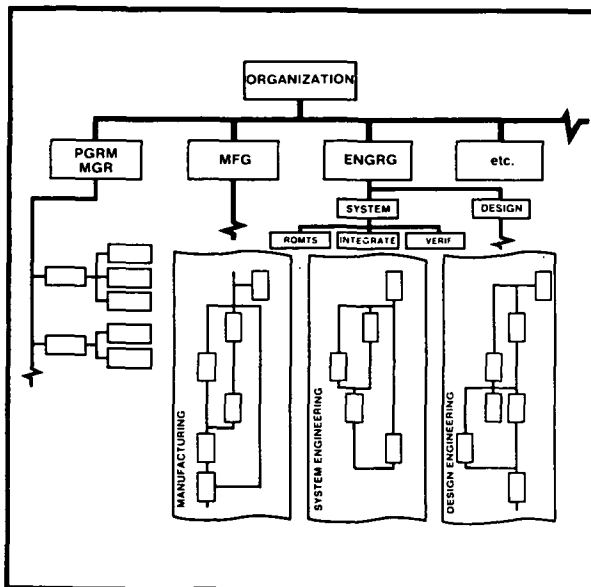 ORGANIZATION
PGRM
MGR
MFG
ENGRG
etc.
SYSTEM
DESIGN
RQMTS
INTEGRATE
VERIF
MANUFACTURING
SYSTEM ENGINEERING
DESIGN ENGINEERING